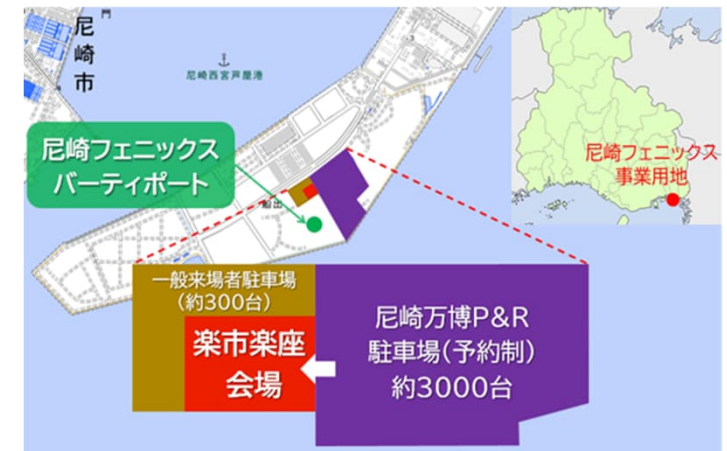 尼崎市
門
尼崎西宮芦屋港
尼崎フェニックス
バーティポート
船出
尼崎フェニックス
事業用地
一般来場者駐車場
(約300台)
楽市楽座
会場
尼崎万博P&R
駐車場(予約制)
約3000台